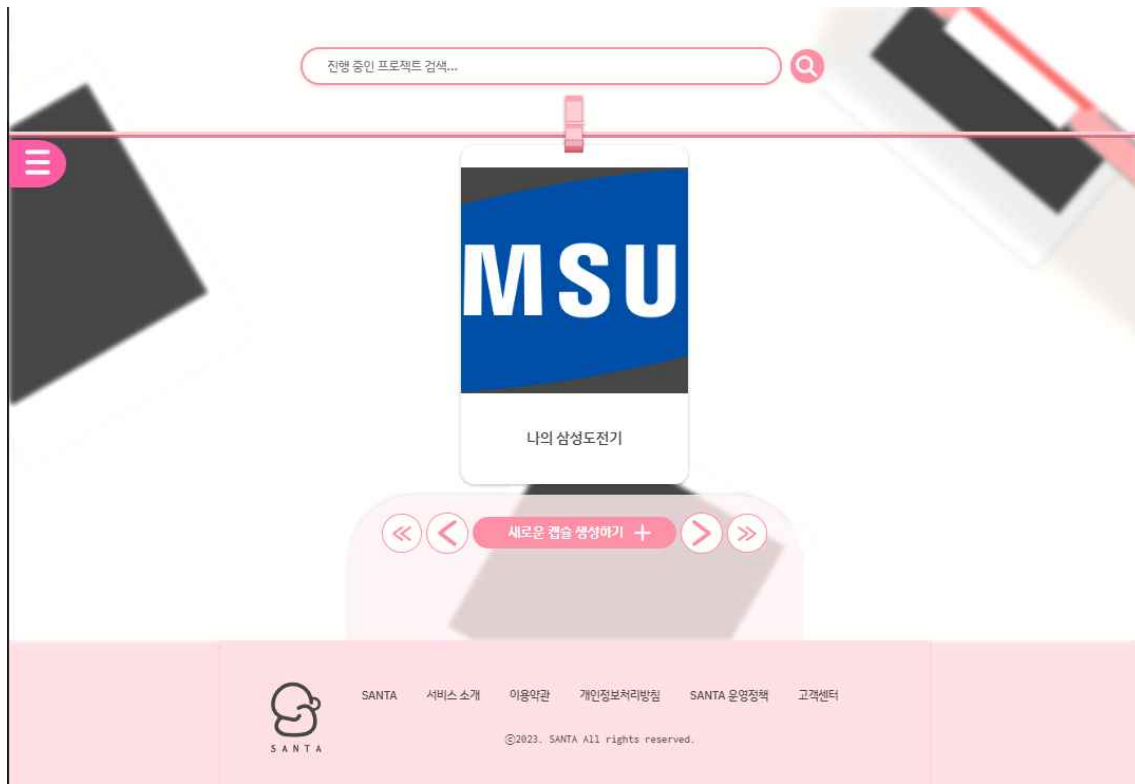 진행 중인 프로젝트 검색...
MSU
나의 삼성도전기
새로운 캡슐 생성하기 +
SANTA 서비스 소개 이용약관 개인정보처리방침 SANTA 운영정책 고객센터
SANTA
ⓒ2023. SANTA All rights reserved.